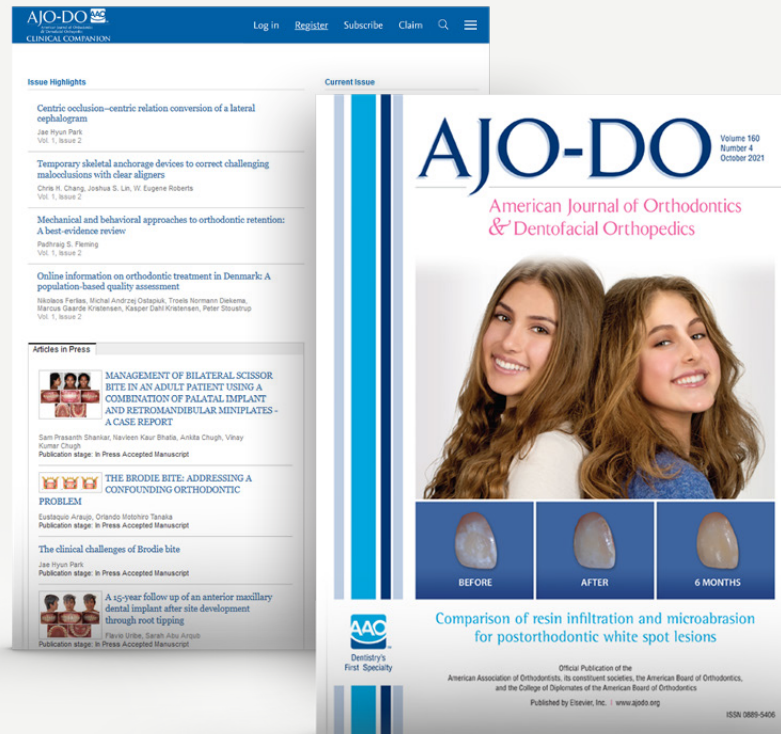 AJO-DO AAO
American Journal of Orthodontics
& Dentofacial Orthopedics
CLINICAL COMPANION
Log in Register Subscribe Claim
Issue Highlights
Centric occlusion–centric relation conversion of a lateral
cephalogram
Jae Hyun Park
Vol. 1, Issue 2
Temporary skeletal anchorage devices to correct challenging
malocclusions with clear aligners
Chris H. Chang, Joshua S. Lin, W. Eugene Roberts
Vol. 1, Issue 2
Mechanical and behavioral approaches to orthodontic retention:
A best-evidence review
Padhraig S. Fleming
Vol. 1, Issue 2
Online information on orthodontic treatment in Denmark: A
population-based quality assessment
Nikolaos Ferlias, Michal Andrzej Ostapiuk, Troels Normann Diekema,
Marcus Gaarde Kristensen, Kasper Dahl Kristensen, Peter Stoustrup
Vol. 1, Issue 2
Articles in Press
MANAGEMENT OF BILATERAL SCISSOR
BITE IN AN ADULT PATIENT USING A
COMBINATION OF PALATAL IMPLANT
AND RETROMANDIBULAR MINIPLATES -
A CASE REPORT
Sam Prasanth Shankar, Navleen Kaur Bhatia, Ankita Chugh, Vinay
Kumar Chugh
Publication stage: In Press Accepted Manuscript
THE BRODIE BITE: ADDRESSING A
CONFOUNDING ORTHODONTIC
PROBLEM
Eustaquio Araujo, Orlando Motohiro Tanaka
Publication stage: In Press Accepted Manuscript
The clinical challenges of Brodie bite
Jae Hyun Park
Publication stage: In Press Accepted Manuscript
A 15-year follow up of an anterior maxillary
dental implant after site development
through root tipping
Flavio Uribe, Sarah Abu Arqub
Publication stage: In Press Accepted Manuscript
Current Issue
AJO-DO
Volume 160
Number 4
October 2021
American Journal of Orthodontics
& Dentofacial Orthopedics
BEFORE
AFTER
6 MONTHS
AAO
Dentistry's
First Specialty
Comparison of resin infiltration and microabrasion
for postorthodontic white spot lesions
Official Publication of the
American Association of Orthodontists, its constituent societies, the American Board of Orthodontics,
and the College of Diplomates of the American Board of Orthodontics
Published by Elsevier, Inc. | www.ajodo.org
ISSN 0889-5406